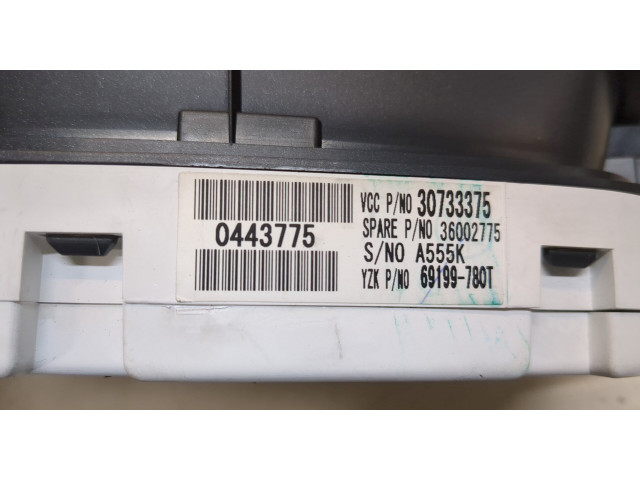 0443775
VCC P/NO 30733375
SPARE P/NO 36002775
S/NO A555K
YZK P/NO 69199-780T